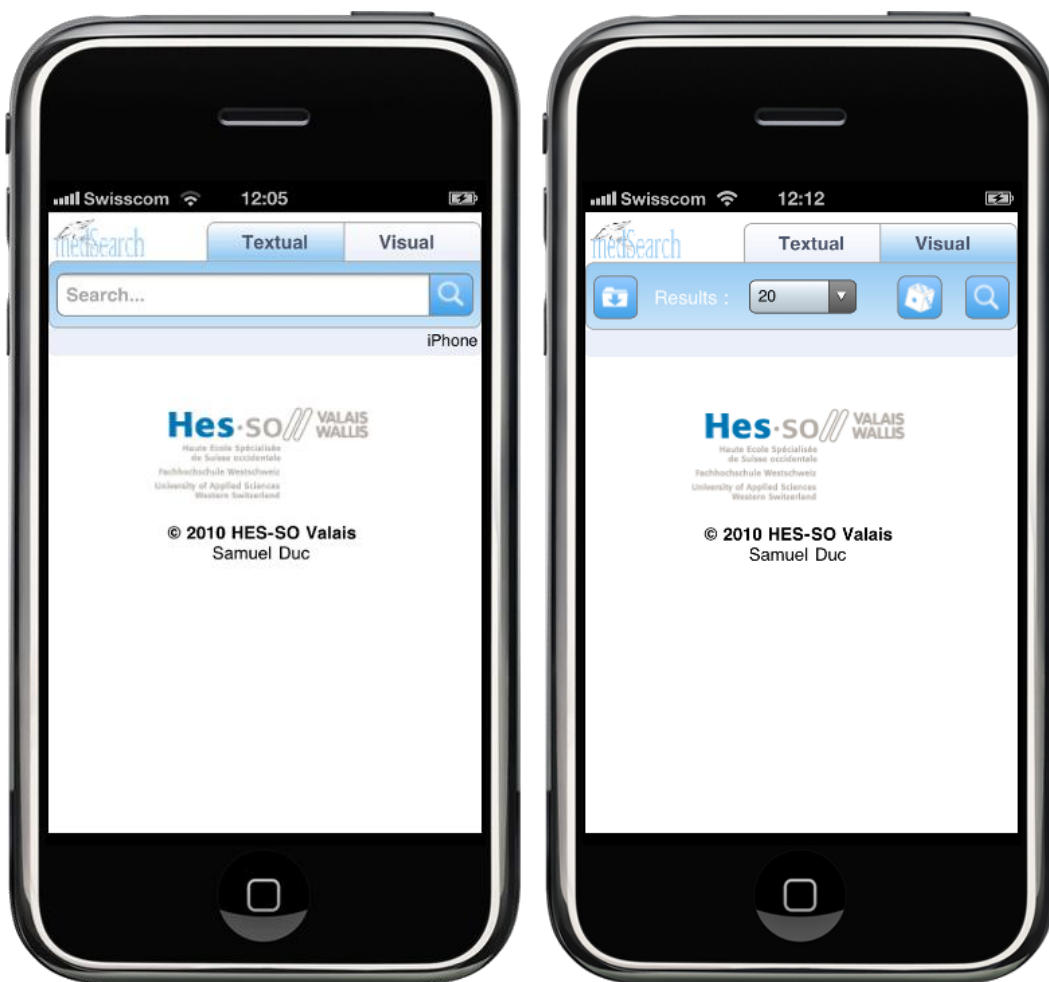 Swisscom 12:05
medSearch Textual Visual
Search...
iPhone
Hes·so VALAIS
WALLIS
Haute Ecole Spécialisée
de Suisse occidentale
Fachhochschule Westschweiz
University of Applied Sciences
Western Switzerland
© 2010 HES-SO Valais
Samuel Duc
Swisscom 12:12
medSearch Textual Visual
Results : 20
Hes·so VALAIS
WALLIS
Haute Ecole Spécialisée
de Suisse occidentale
Fachhochschule Westschweiz
University of Applied Sciences
Western Switzerland
© 2010 HES-SO Valais
Samuel Duc